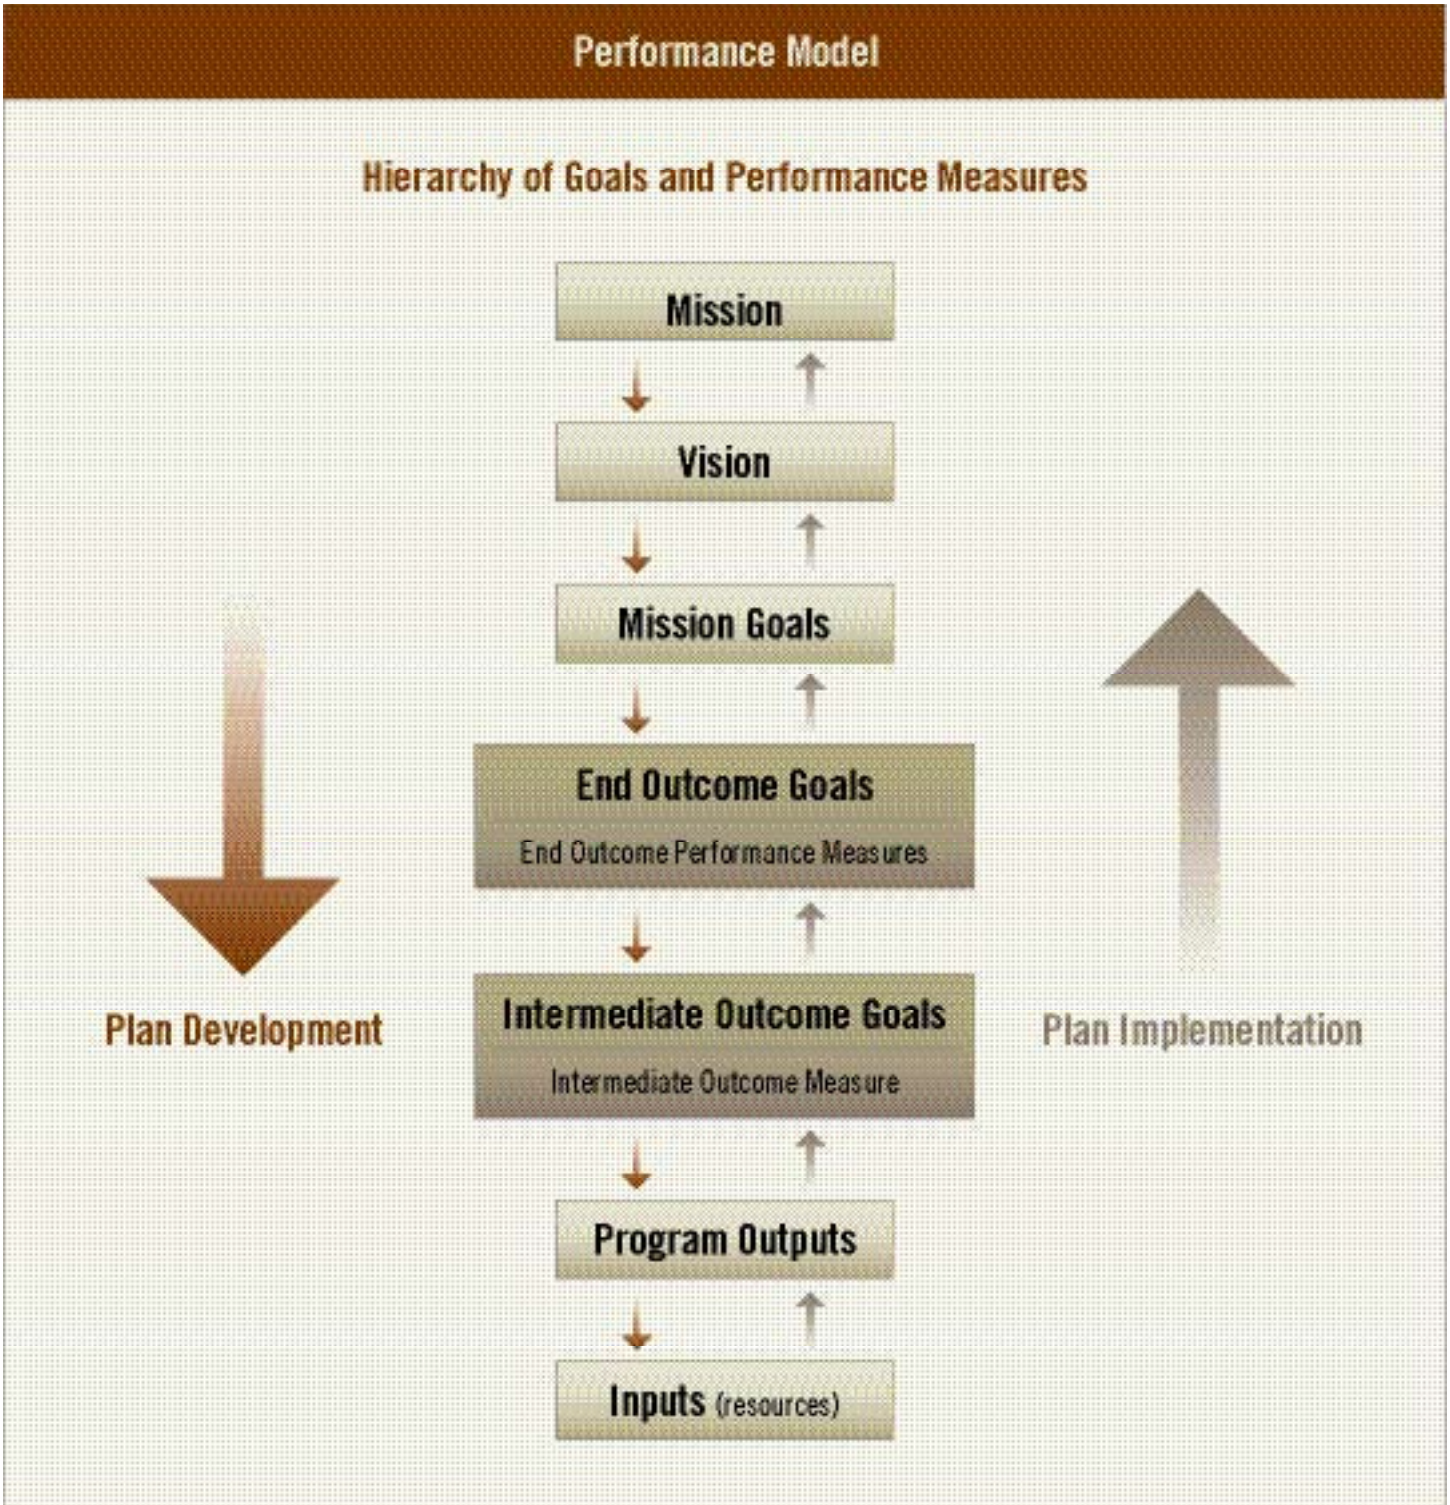 Performance Model
Hierarchy of Goals and Performance Measures
Mission
Vision
Mission Goals
End Outcome Goals
End Outcome Performance Measures
Intermediate Outcome Goals
Intermediate Outcome Measure
Plan Development
Plan Implementation
Program Outputs
Inputs (resources)